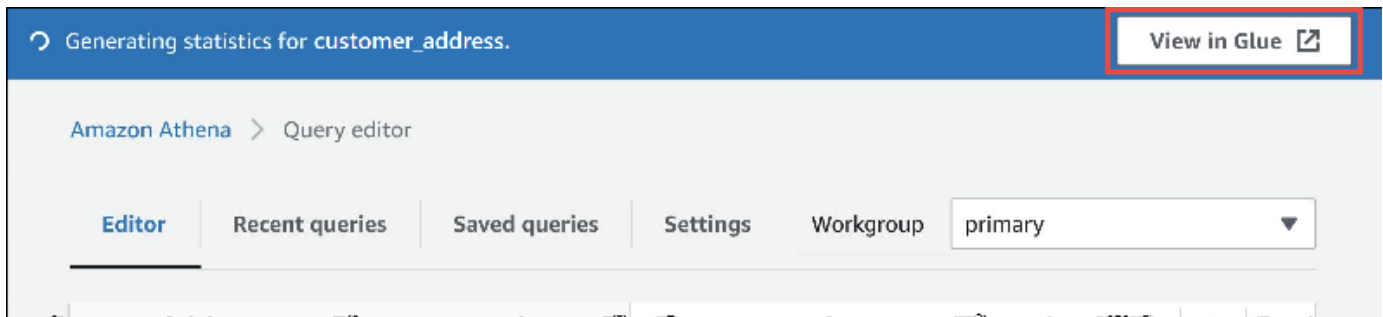 Generating statistics for customer_address.
View in Glue
Amazon Athena > Query editor
Editor Recent queries Saved queries Settings Workgroup primary